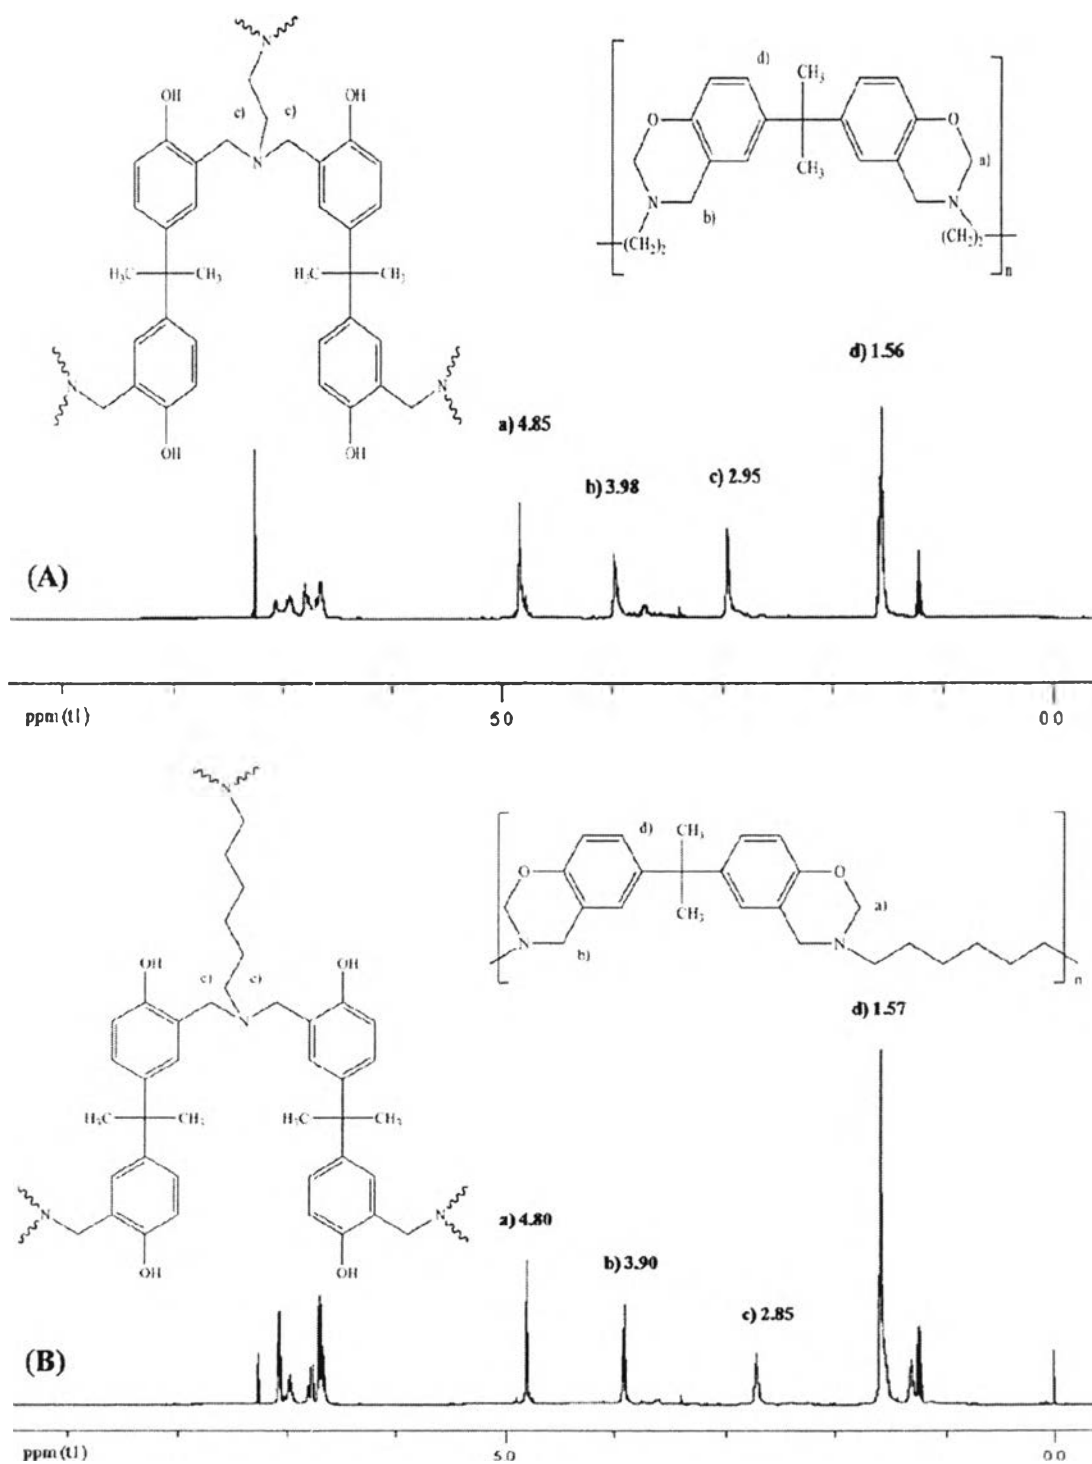 N
d)
CH₃
OH
c)
c)
OH
O
O
N
CH₃
a)
N
b)
N
(CH₂)₂
(CH₂)₂
n
H₃C
CH₃
H₃C
CH₃
d) 1.56
N
N
a) 4.85
OH
OH
b) 3.98
c) 2.95
(A)
ppm (t1)
5.0
0.0
N
d)
CH₃
O
O
CH₃
a)
N
N
b)
n
OH
c)
c)
OH
d) 1.57
N
H₃C
CH₃
H₃C
CH₃
N
N
a) 4.80
OH
OH
b) 3.90
c) 2.85
(B)
ppm (t1)
5.0
0.0